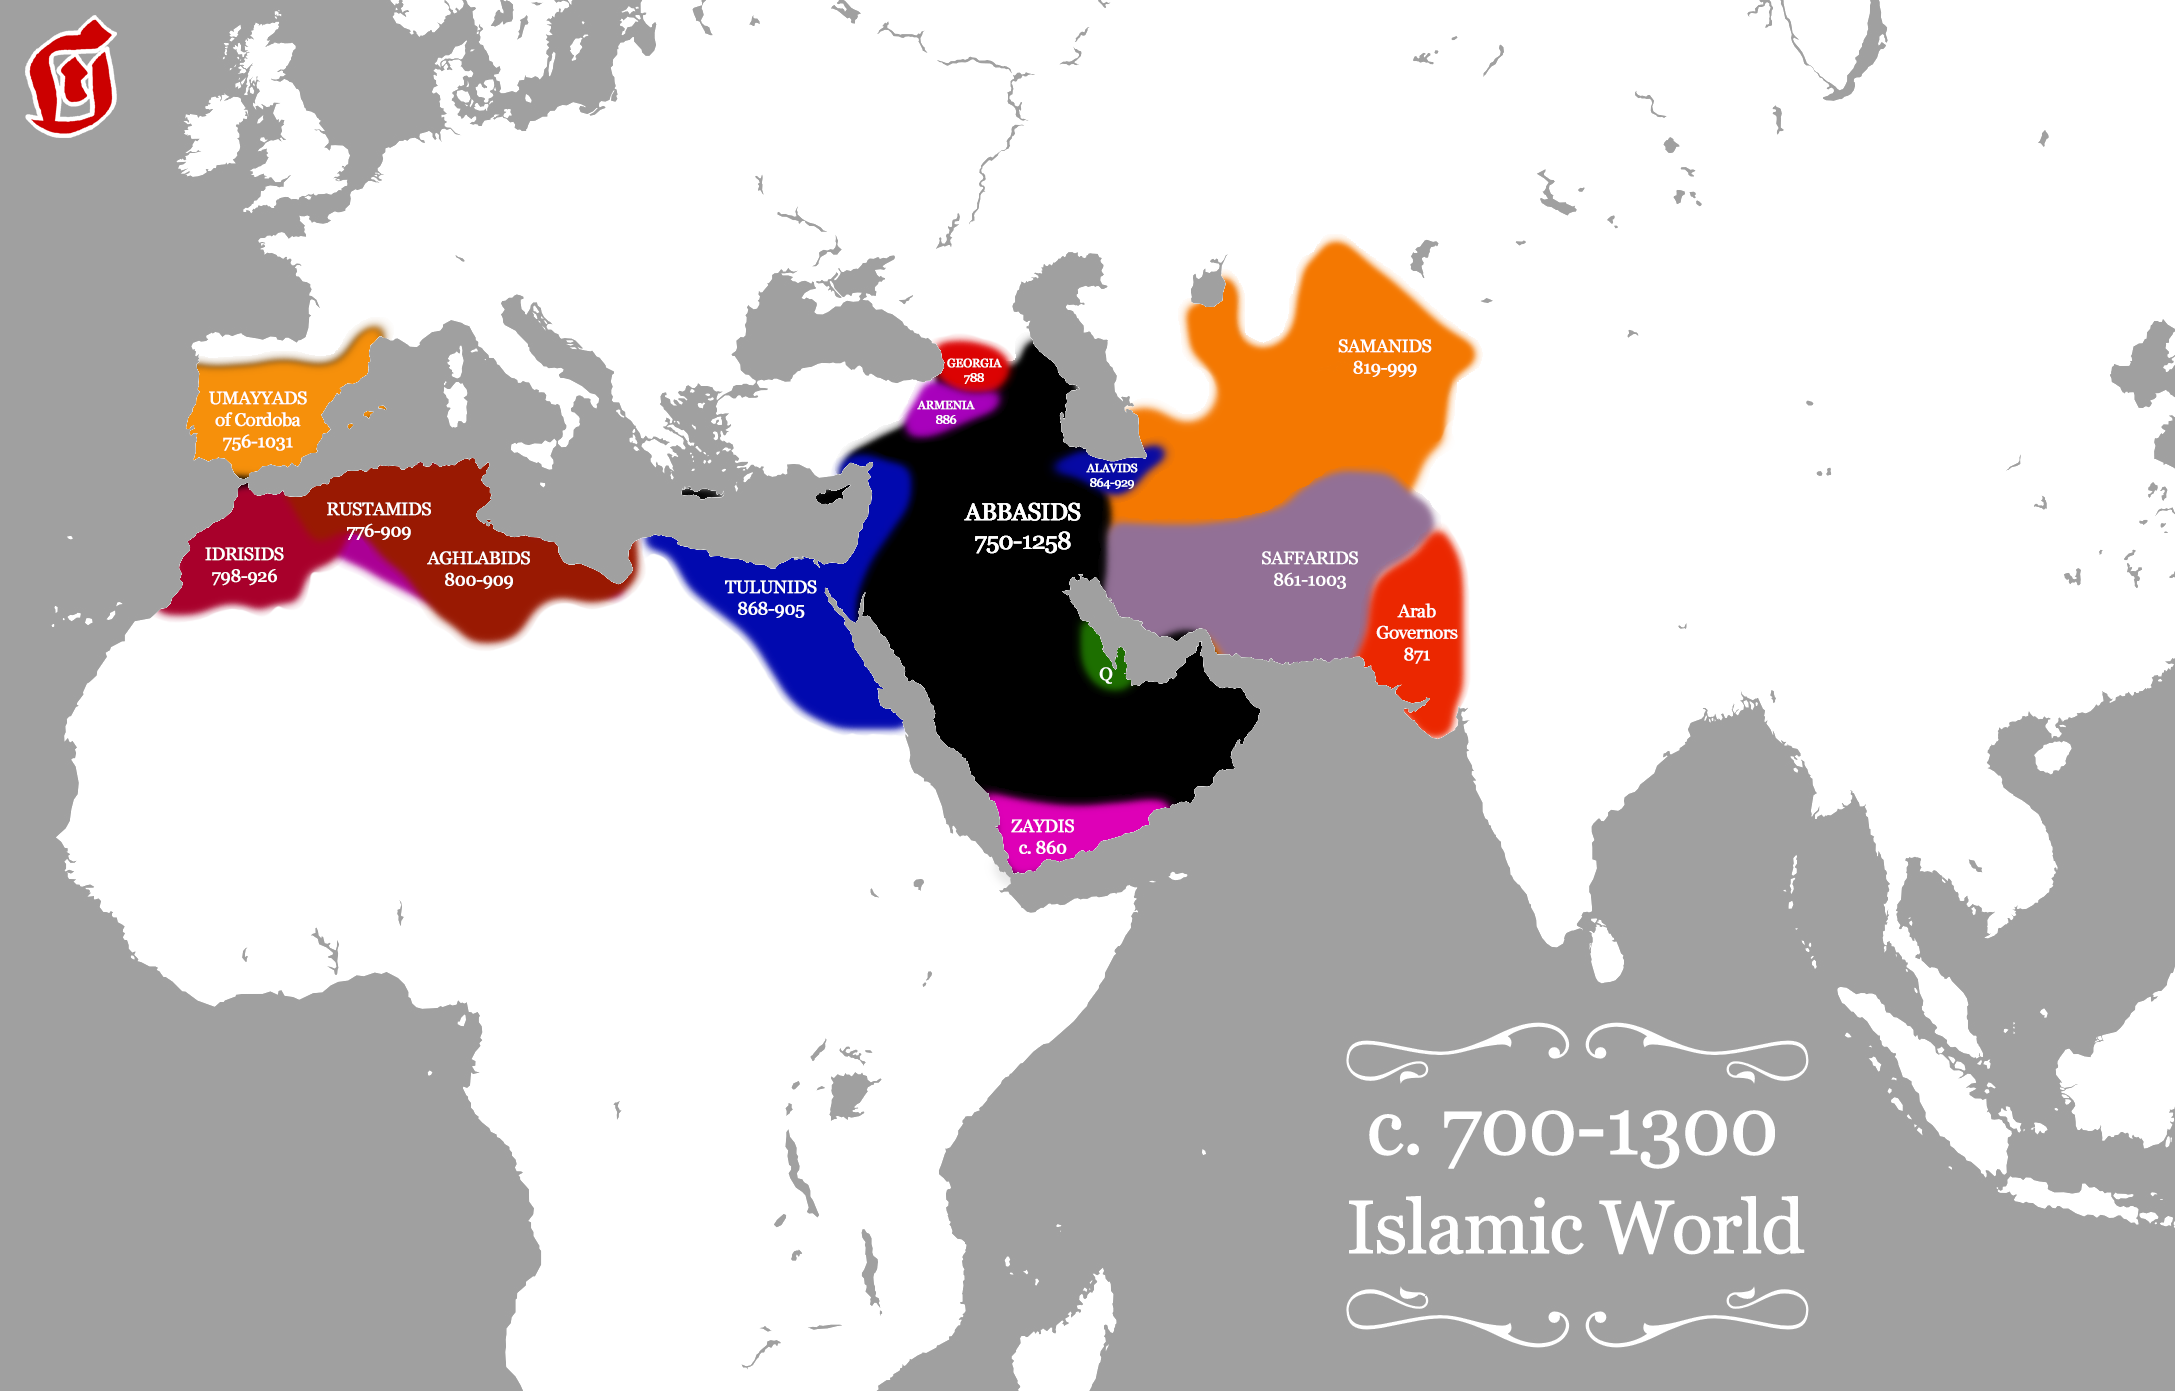 GEORGIA
788
SAMANIDS
819-999
UMAYYADS
of Cordoba
756-1031
ARMENIA
886
ALAVIDS
864-929
RUSTAMIDS
776-909
ABBASIDS
750-1258
IDRISIDS
798-926
AGHLABIDS
800-909
SAFFARIDS
861-1003
TULUNIDS
868-905
Arab
Governors
871
Q
ZAYDIS
c. 860
c. 700-1300
Islamic World